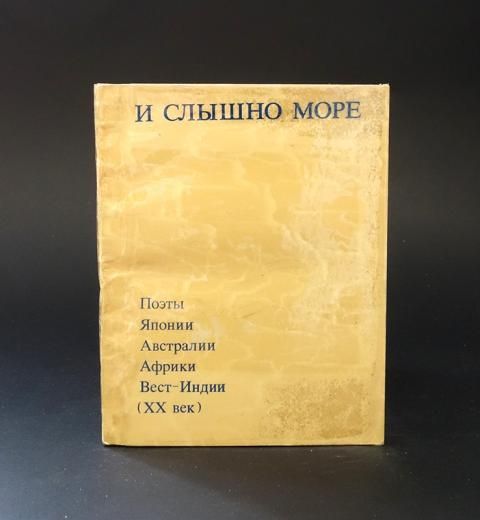 И СЛЫШНО МОРЕ
Поэты
Японии
Австралии
Африки
Вест-Индии
(XX век)